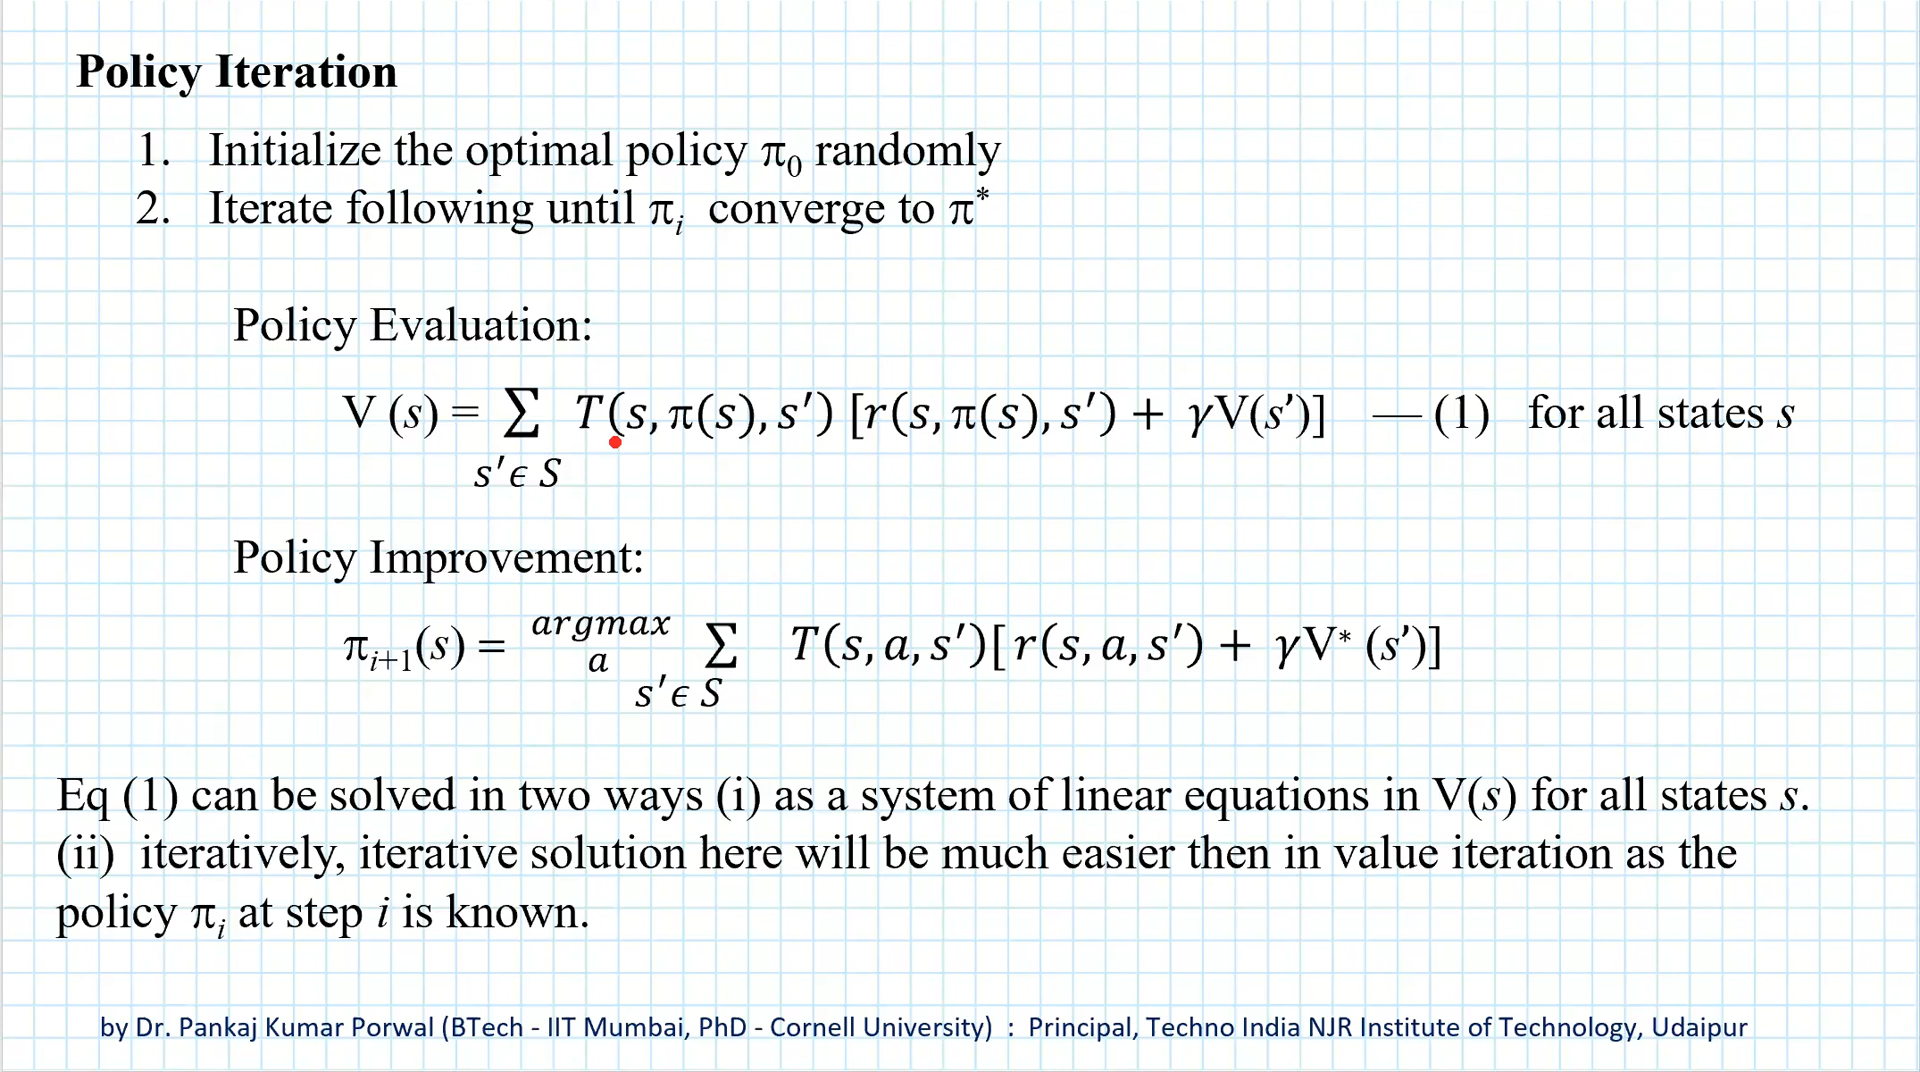 Policy Iteration
1. Initialize the optimal policy π₀ randomly
2. Iterate following until πᵢ converge to π*
Policy Evaluation:
V (s) = ∑ T(s, π(s), s′) [r(s, π(s), s′) + γV(s’)] — (1) for all states s
s′ϵ S
Policy Improvement:
πᵢ₊₁(s) = argmax ∑ T(s, a, s′)[r(s, a, s′) + γV* (s’)]
a
s′ϵ S
Eq (1) can be solved in two ways (i) as a system of linear equations in V(s) for all states s.
(ii) iteratively, iterative solution here will be much easier then in value iteration as the
policy πᵢ at step i is known.
by Dr. Pankaj Kumar Porwal (BTech - IIT Mumbai, PhD - Cornell University) : Principal, Techno India NJR Institute of Technology, Udaipur